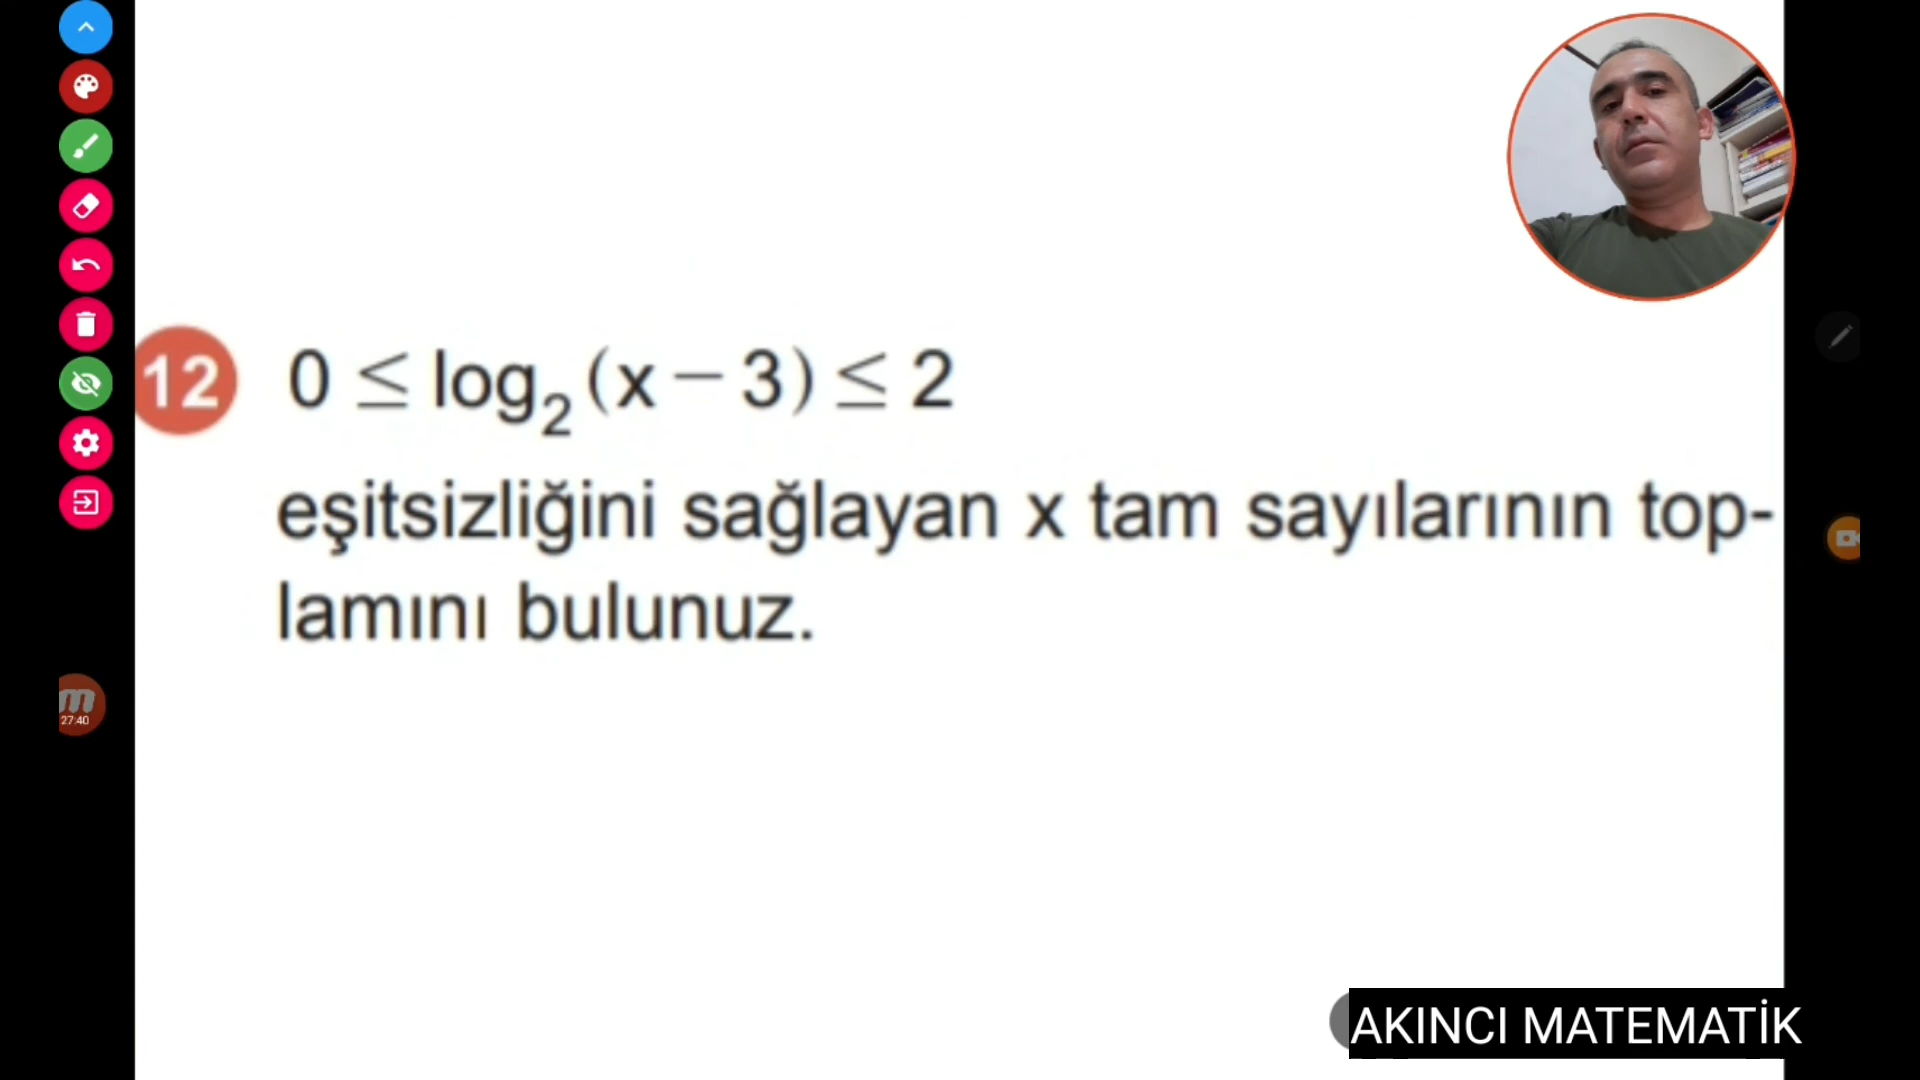 12 0 ≤ log₂ (x − 3) ≤ 2
eşitsizliğini sağlayan x tam sayılarının top-
lamını bulunuz.
m
27:40
AKINCI MATEMATİK